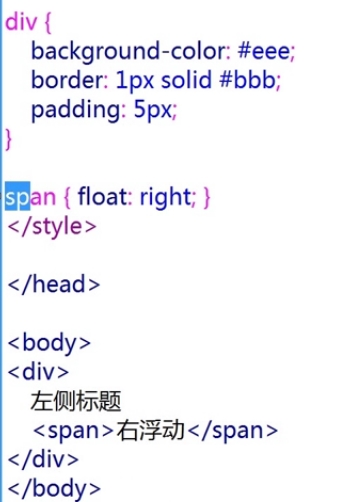 div {
background-color: #eee;
border: 1px solid #bbb;
padding: 5px;
}
span { float: right; }
</style>
</head>
<body>
<div>
左侧标题
<span>右浮动</span>
</div>
</body>